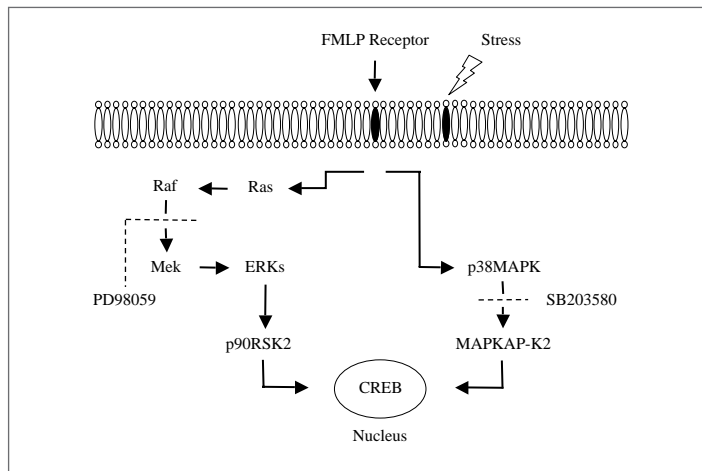 FMLP Receptor
Stress
Raf
Ras
Mek
ERKs
p38MAPK
PD98059
SB203580
p90RSK2
MAPKAP-K2
CREB
Nucleus